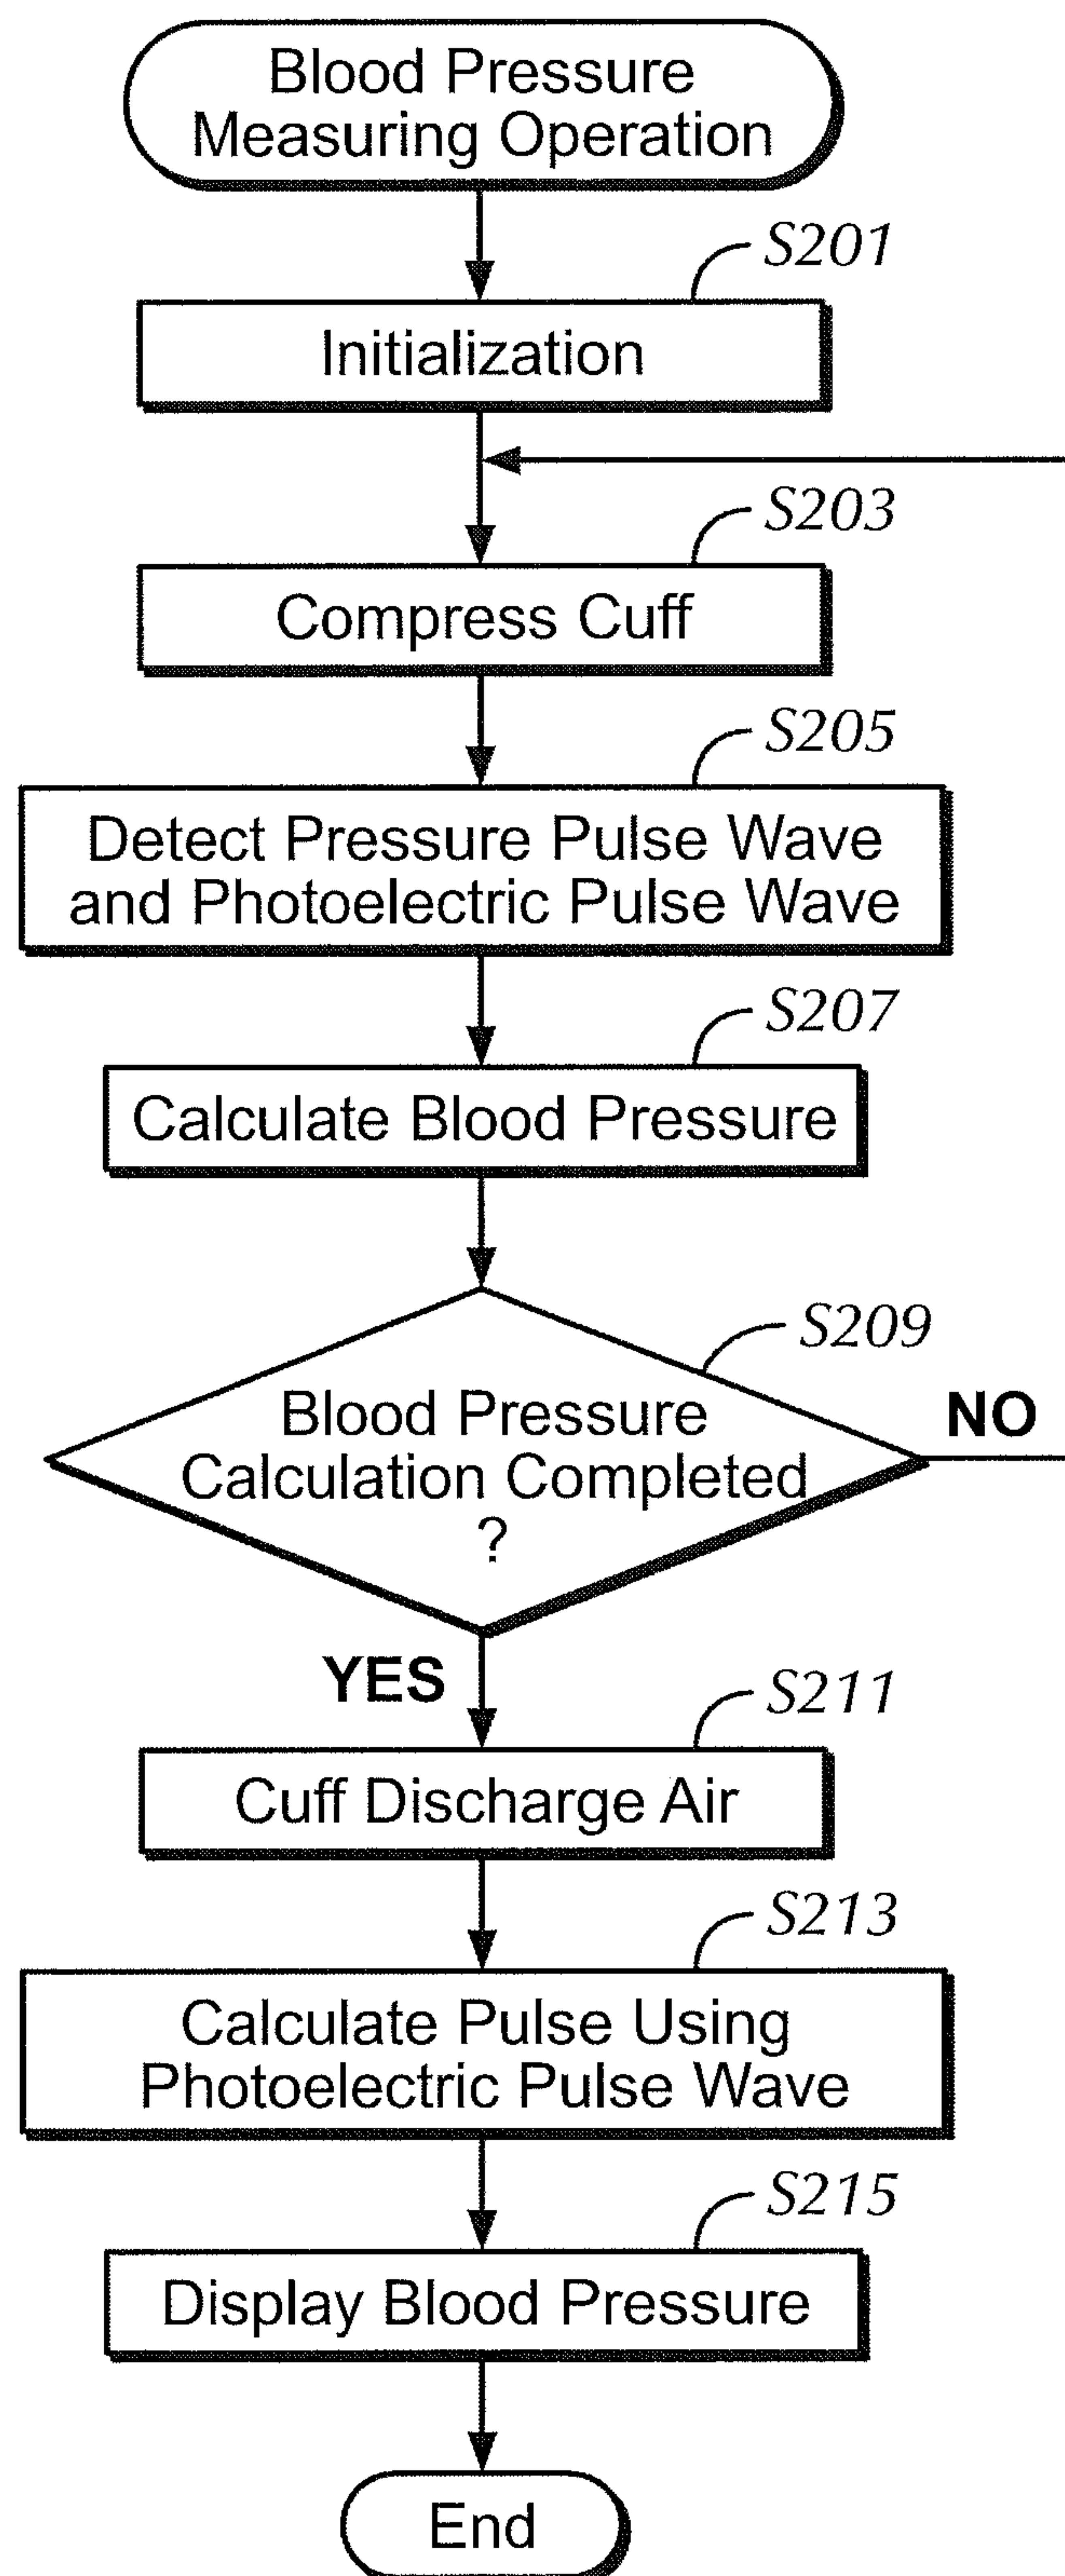 Blood Pressure
Measuring Operation
S201
Initialization
S203
Compress Cuff
S205
Detect Pressure Pulse Wave
and Photoelectric Pulse Wave
S207
Calculate Blood Pressure
S209
Blood Pressure
Calculation Completed
?
NO
YES
S211
Cuff Discharge Air
S213
Calculate Pulse Using
Photoelectric Pulse Wave
S215
Display Blood Pressure
End